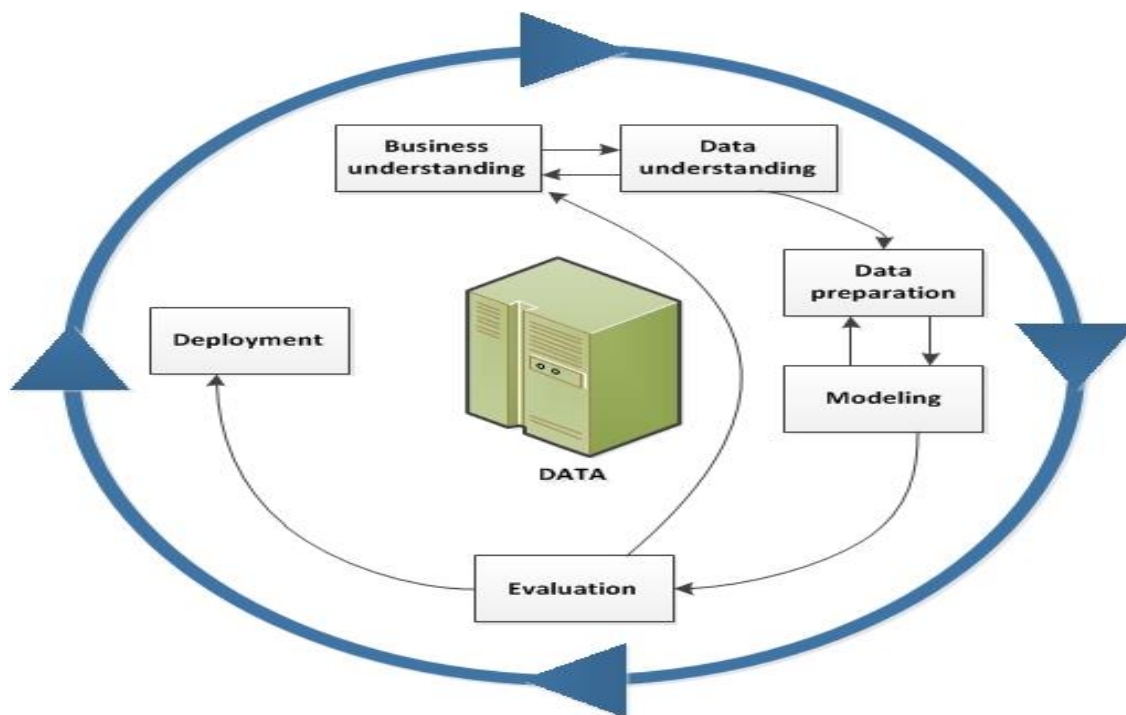 Business
understanding
Data
understanding
Data
preparation
Deployment
Modeling
DATA
Evaluation